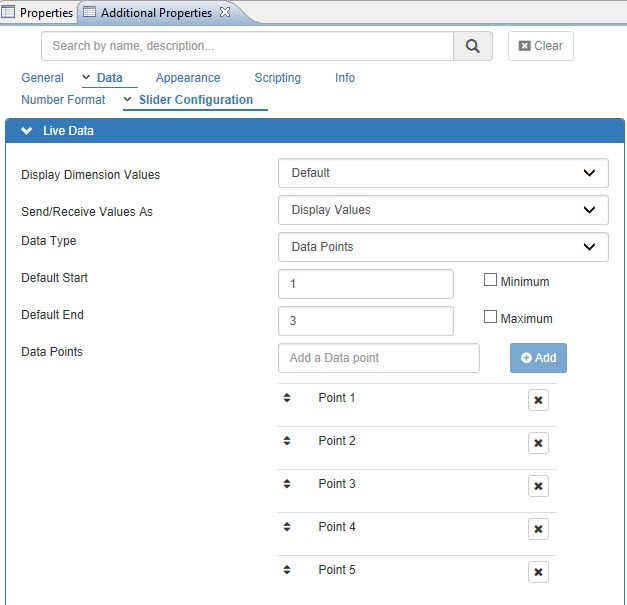 Properties Additional Properties
Search by name, description... Clear
General Data Appearance Scripting Info
Number Format Slider Configuration
Live Data
Display Dimension Values Default
Send/Receive Values As Display Values
Data Type Data Points
Default Start 1 Minimum
Default End 3 Maximum
Data Points Add a Data point Add
Point 1
Point 2
Point 3
Point 4
Point 5